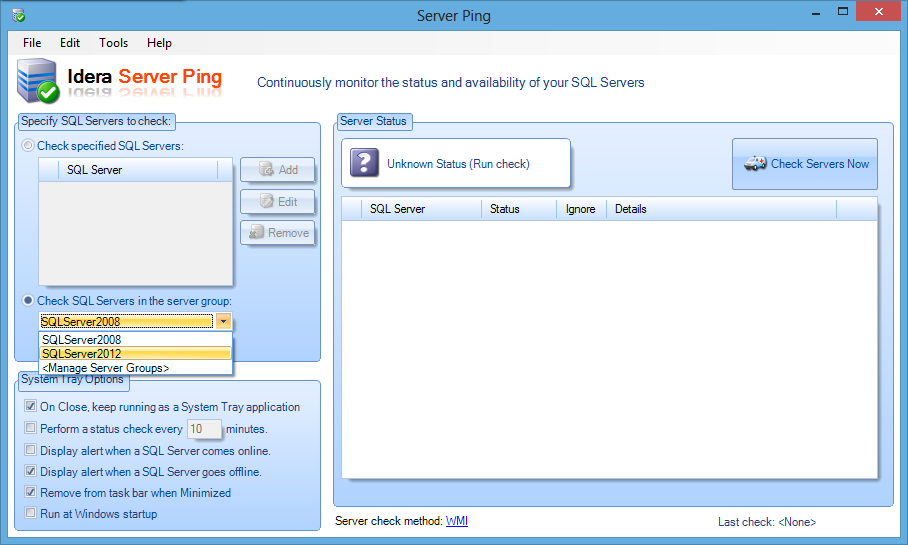 Server Ping
File Edit Tools Help
Idera Server Ping
Continuously monitor the status and availability of your SQL Servers
Specify SQL Servers to check:
Check specified SQL Servers:
SQL Server
Add
Edit
Remove
Check SQL Servers in the server group:
SQLServer2008
SQLServer2008
SQLServer2012
<Manage Server Groups>
System Tray Options
On Close, keep running as a System Tray application
Perform a status check every 10 minutes.
Display alert when a SQL Server comes online.
Display alert when a SQL Server goes offline.
Remove from task bar when Minimized
Run at Windows startup
Server Status
? Unknown Status (Run check)
Check Servers Now
SQL Server Status Ignore Details
Server check method: WMI
Last check: <None>